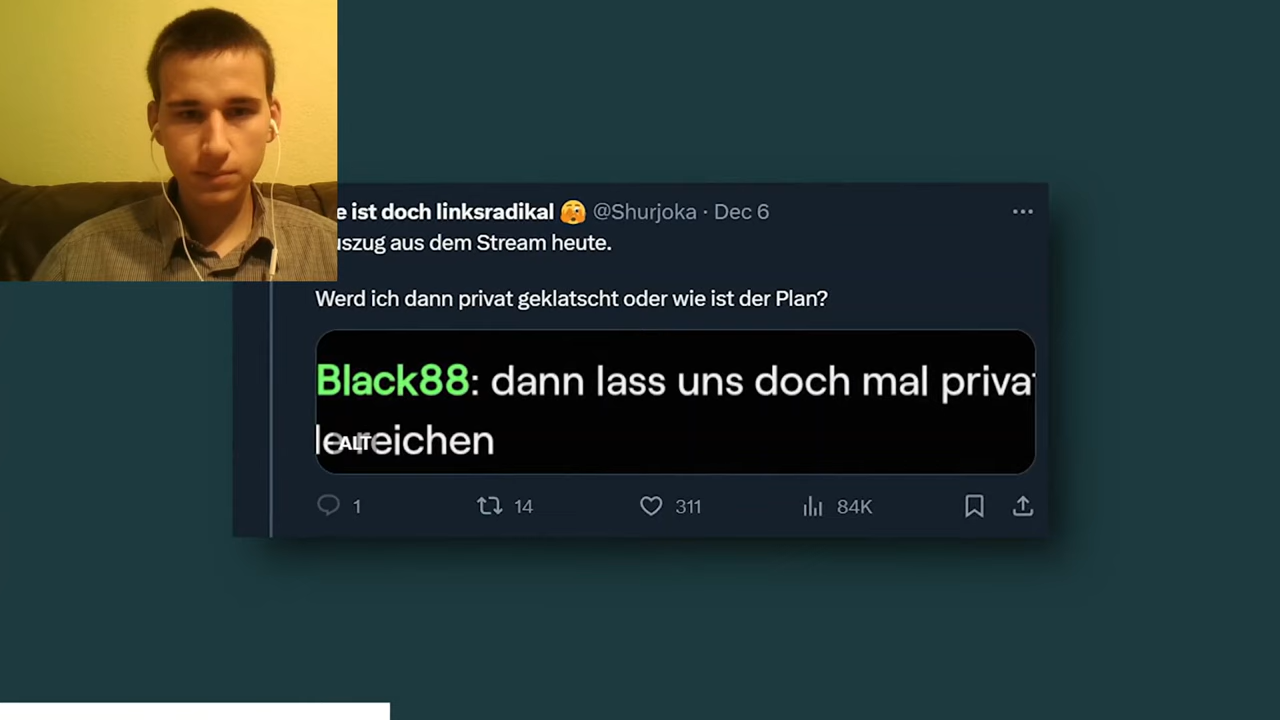 e ist doch linksradikal 🫣 @Shurjoka · Dec 6
uszug aus dem Stream heute.
Werd ich dann privat geklatscht oder wie ist der Plan?
Black88: dann lass uns doch mal priva
reichen
ALT
1 14 311 84K